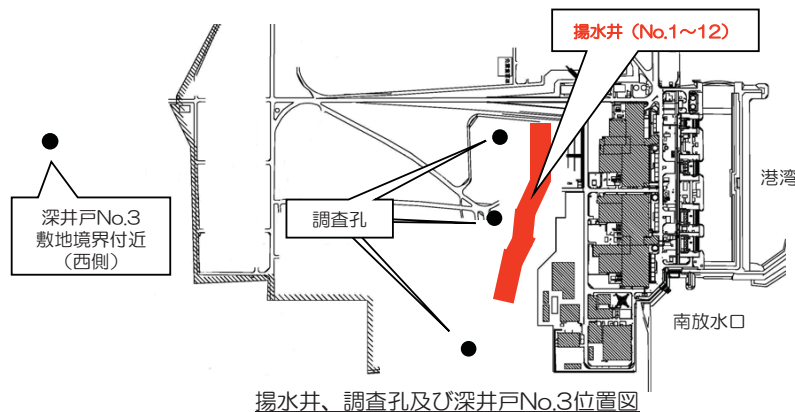 揚水井（No.1～12）
港湾
深井戸No.3
敷地境界付近
（西側）
調査孔
南放水口
揚水井、調査孔及び深井戸No.3位置図